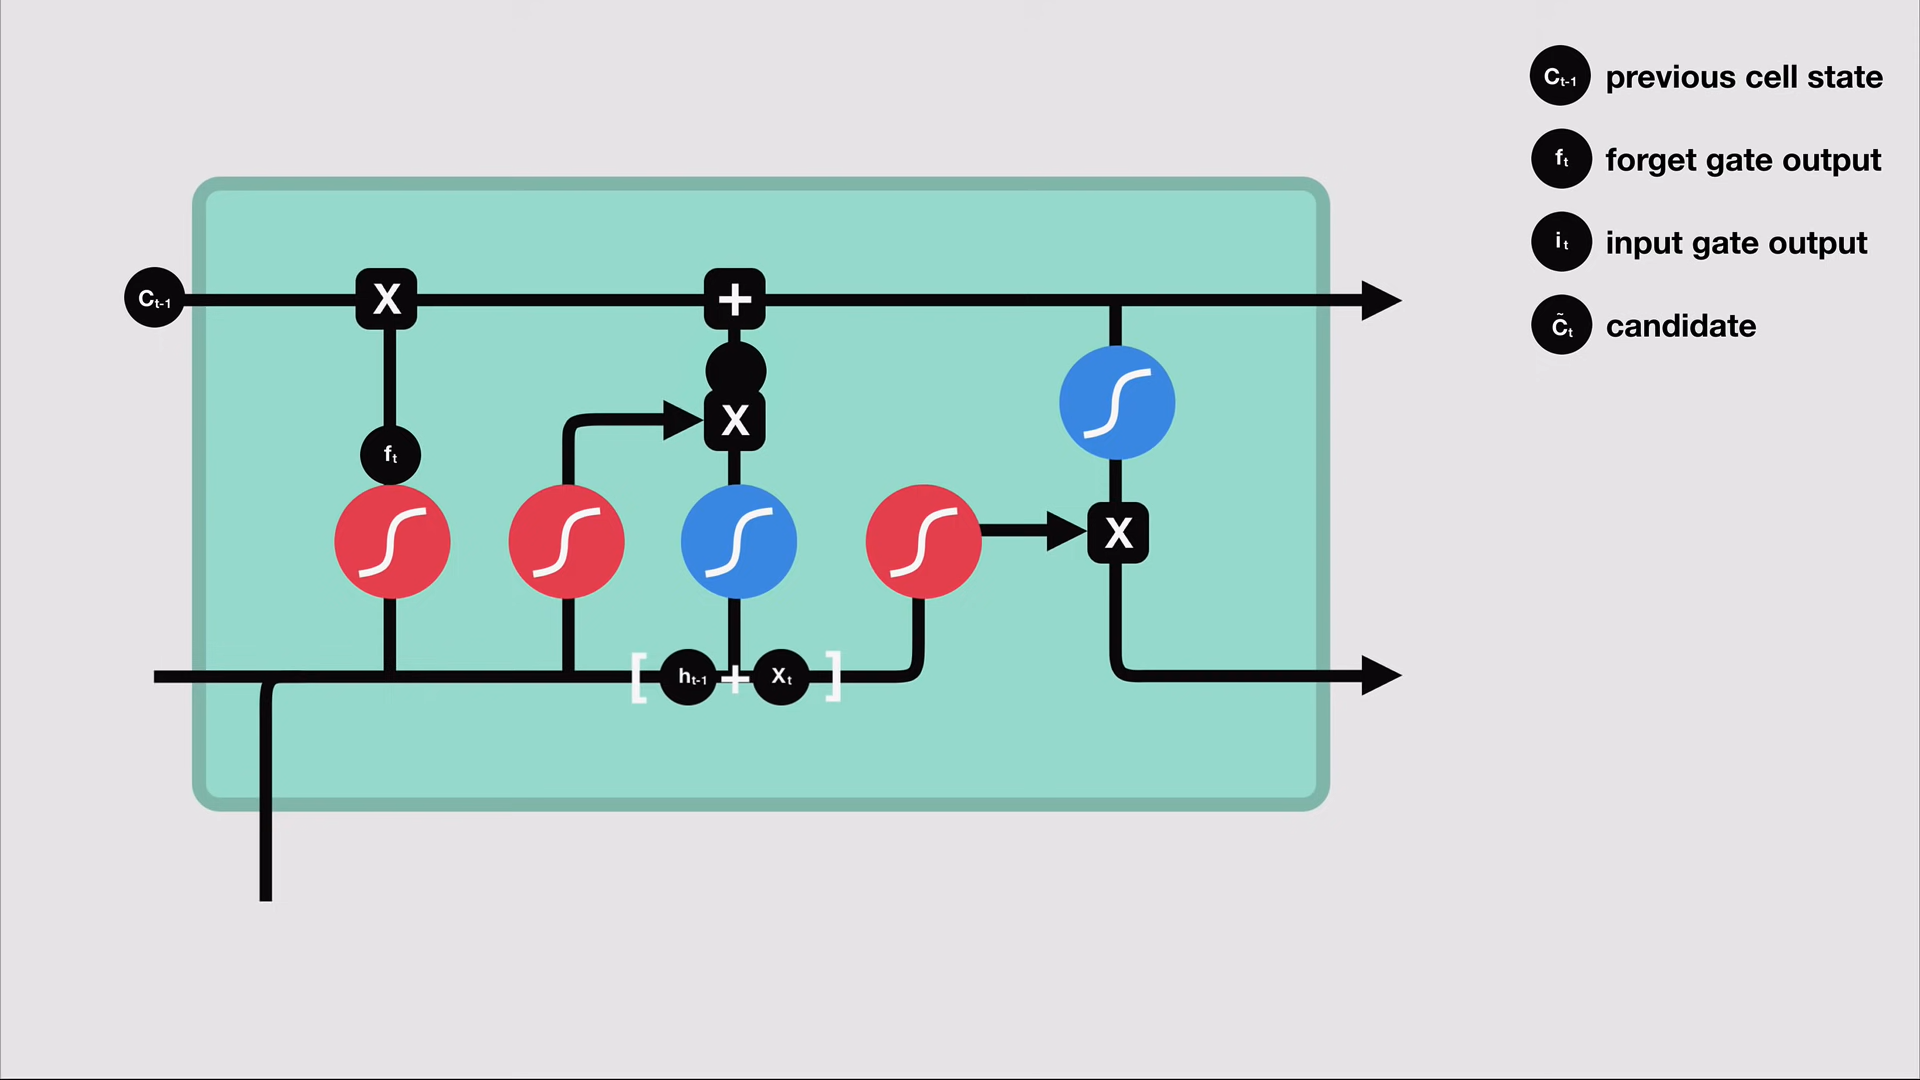 Ct-1 previous cell state
ft forget gate output
it input gate output
C̃t candidate
Ct-1 X +
X
ft
X
[ ht-1 + Xt ]